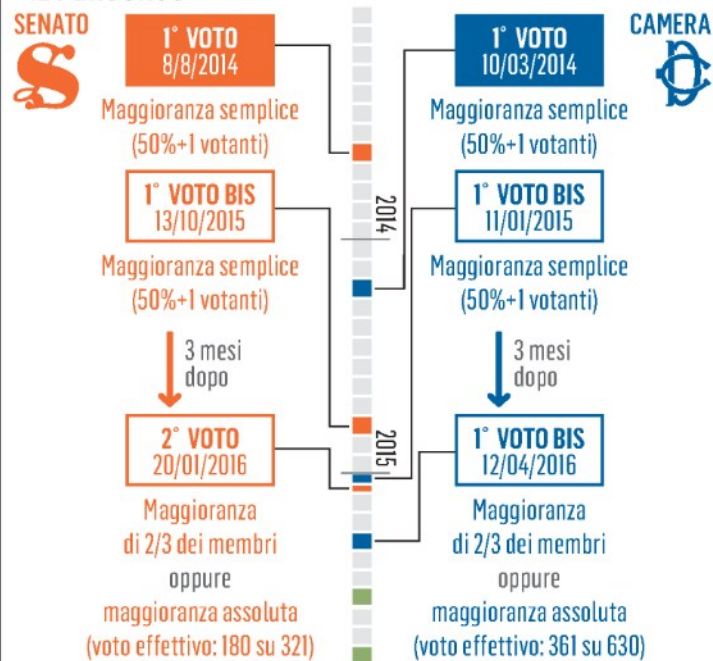 SENATO
1° VOTO
8/8/2014
Maggioranza semplice
(50%+1 votanti)
1° VOTO BIS
13/10/2015
Maggioranza semplice
(50%+1 votanti)
3 mesi
dopo
2° VOTO
20/01/2016
Maggioranza
di 2/3 dei membri
oppure
maggioranza assoluta
(voto effettivo: 180 su 321)
2014
2015
CAMERA
1° VOTO
10/03/2014
Maggioranza semplice
(50%+1 votanti)
1° VOTO BIS
11/01/2015
Maggioranza semplice
(50%+1 votanti)
3 mesi
dopo
1° VOTO BIS
12/04/2016
Maggioranza
di 2/3 dei membri
oppure
maggioranza assoluta
(voto effettivo: 361 su 630)